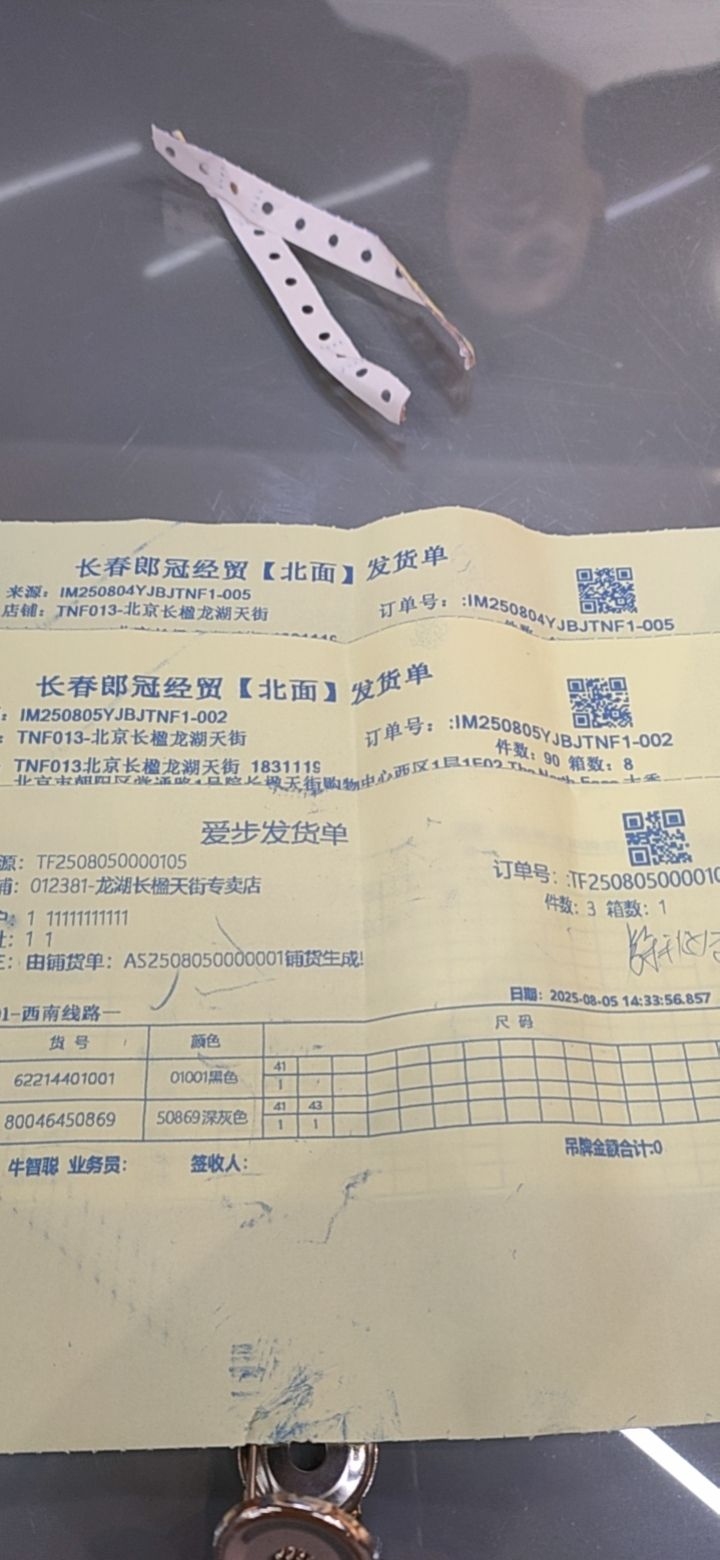 长春郎冠经贸【北面】发货单
来源: IM250804YJBJTNF1-005
订单号: :IM250804YJBJTNF1-005
店铺: TNF013-北京长楹龙湖天街
长春郎冠经贸【北面】发货单
: IM250805YJBJTNF1-002
订单号: :IM250805YJBJTNF1-002
: TNF013-北京长楹龙湖天街
件数: 90 箱数: 8
TNF013北京长楹龙湖天街 1831119
爱步发货单
源: TF2508050000105
订单号: :TF250805000010
铺: 012381-龙湖长楹天街专卖店
件数: 3 箱数: 1
户: 1 11111111111
址: 1 1
注: 由铺货单: AS2508050000001铺货生成!
日期: 2025-08-05 14:33:56.857
01-西南线路一
货号 颜色 尺码
62214401001 01001黑色 41
1
80046450869 50869深灰色 41 43
1 1
牛智聪 业务员: 签收人: 吊牌金额合计:0